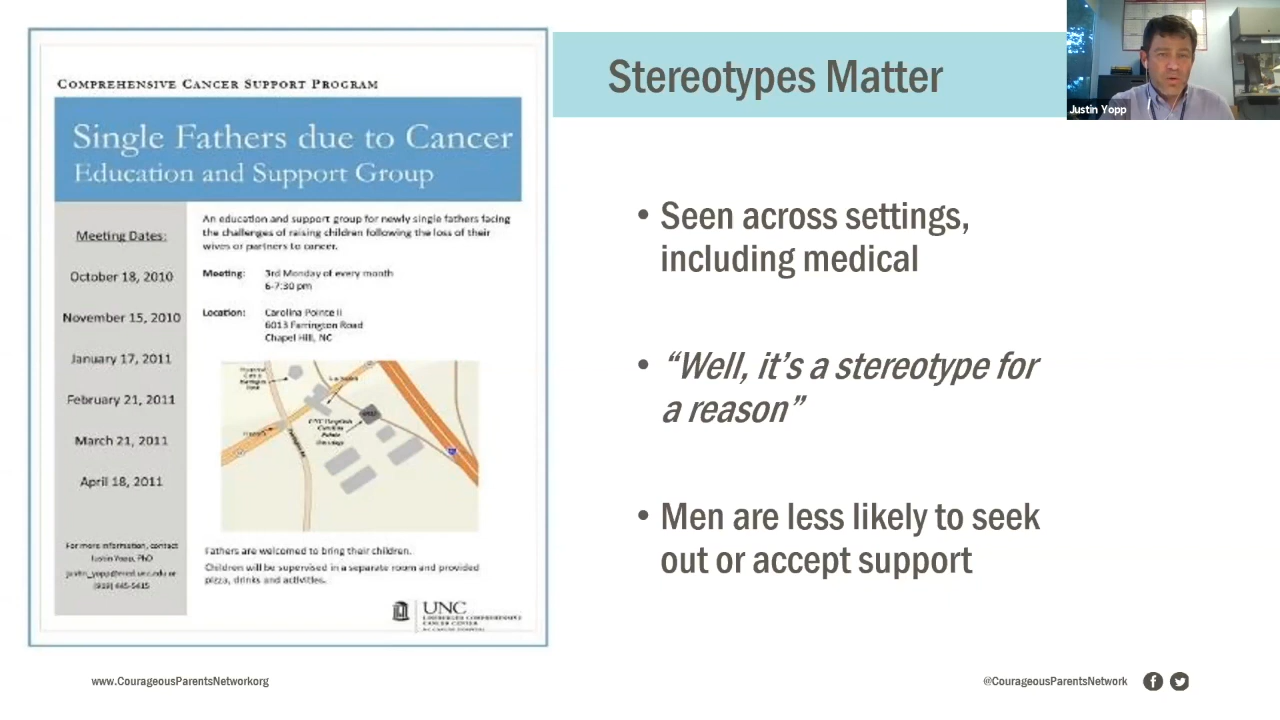 COMPREHENSIVE CANCER SUPPORT PROGRAM
Single Fathers due to Cancer
Education and Support Group
Meeting Dates:
October 18, 2010
November 15, 2010
January 17, 2011
February 21, 2011
March 21, 2011
April 18, 2011
For more information, contact
Justin Yopp, PhD
An education and support group for newly single fathers facing
the challenges of raising children following the loss of their
wives or partners to cancer.
Meeting: 3rd Monday of every month
6-7:30 pm
Location: Carolina Pointe II
6013 Farrington Road
Chapel Hill, NC
Fathers are welcomed to bring their children.
Children will be supervised in a separate room and provided
pizza, drinks and activities.
UNC
LINEBERGER COMPREHENSIVE
CANCER CENTER
Stereotypes Matter
Justin Yopp
• Seen across settings,
including medical
• “Well, it’s a stereotype for
a reason”
• Men are less likely to seek
out or accept support
www.CourageousParentsNetworkorg
@CourageousParentsNetwork